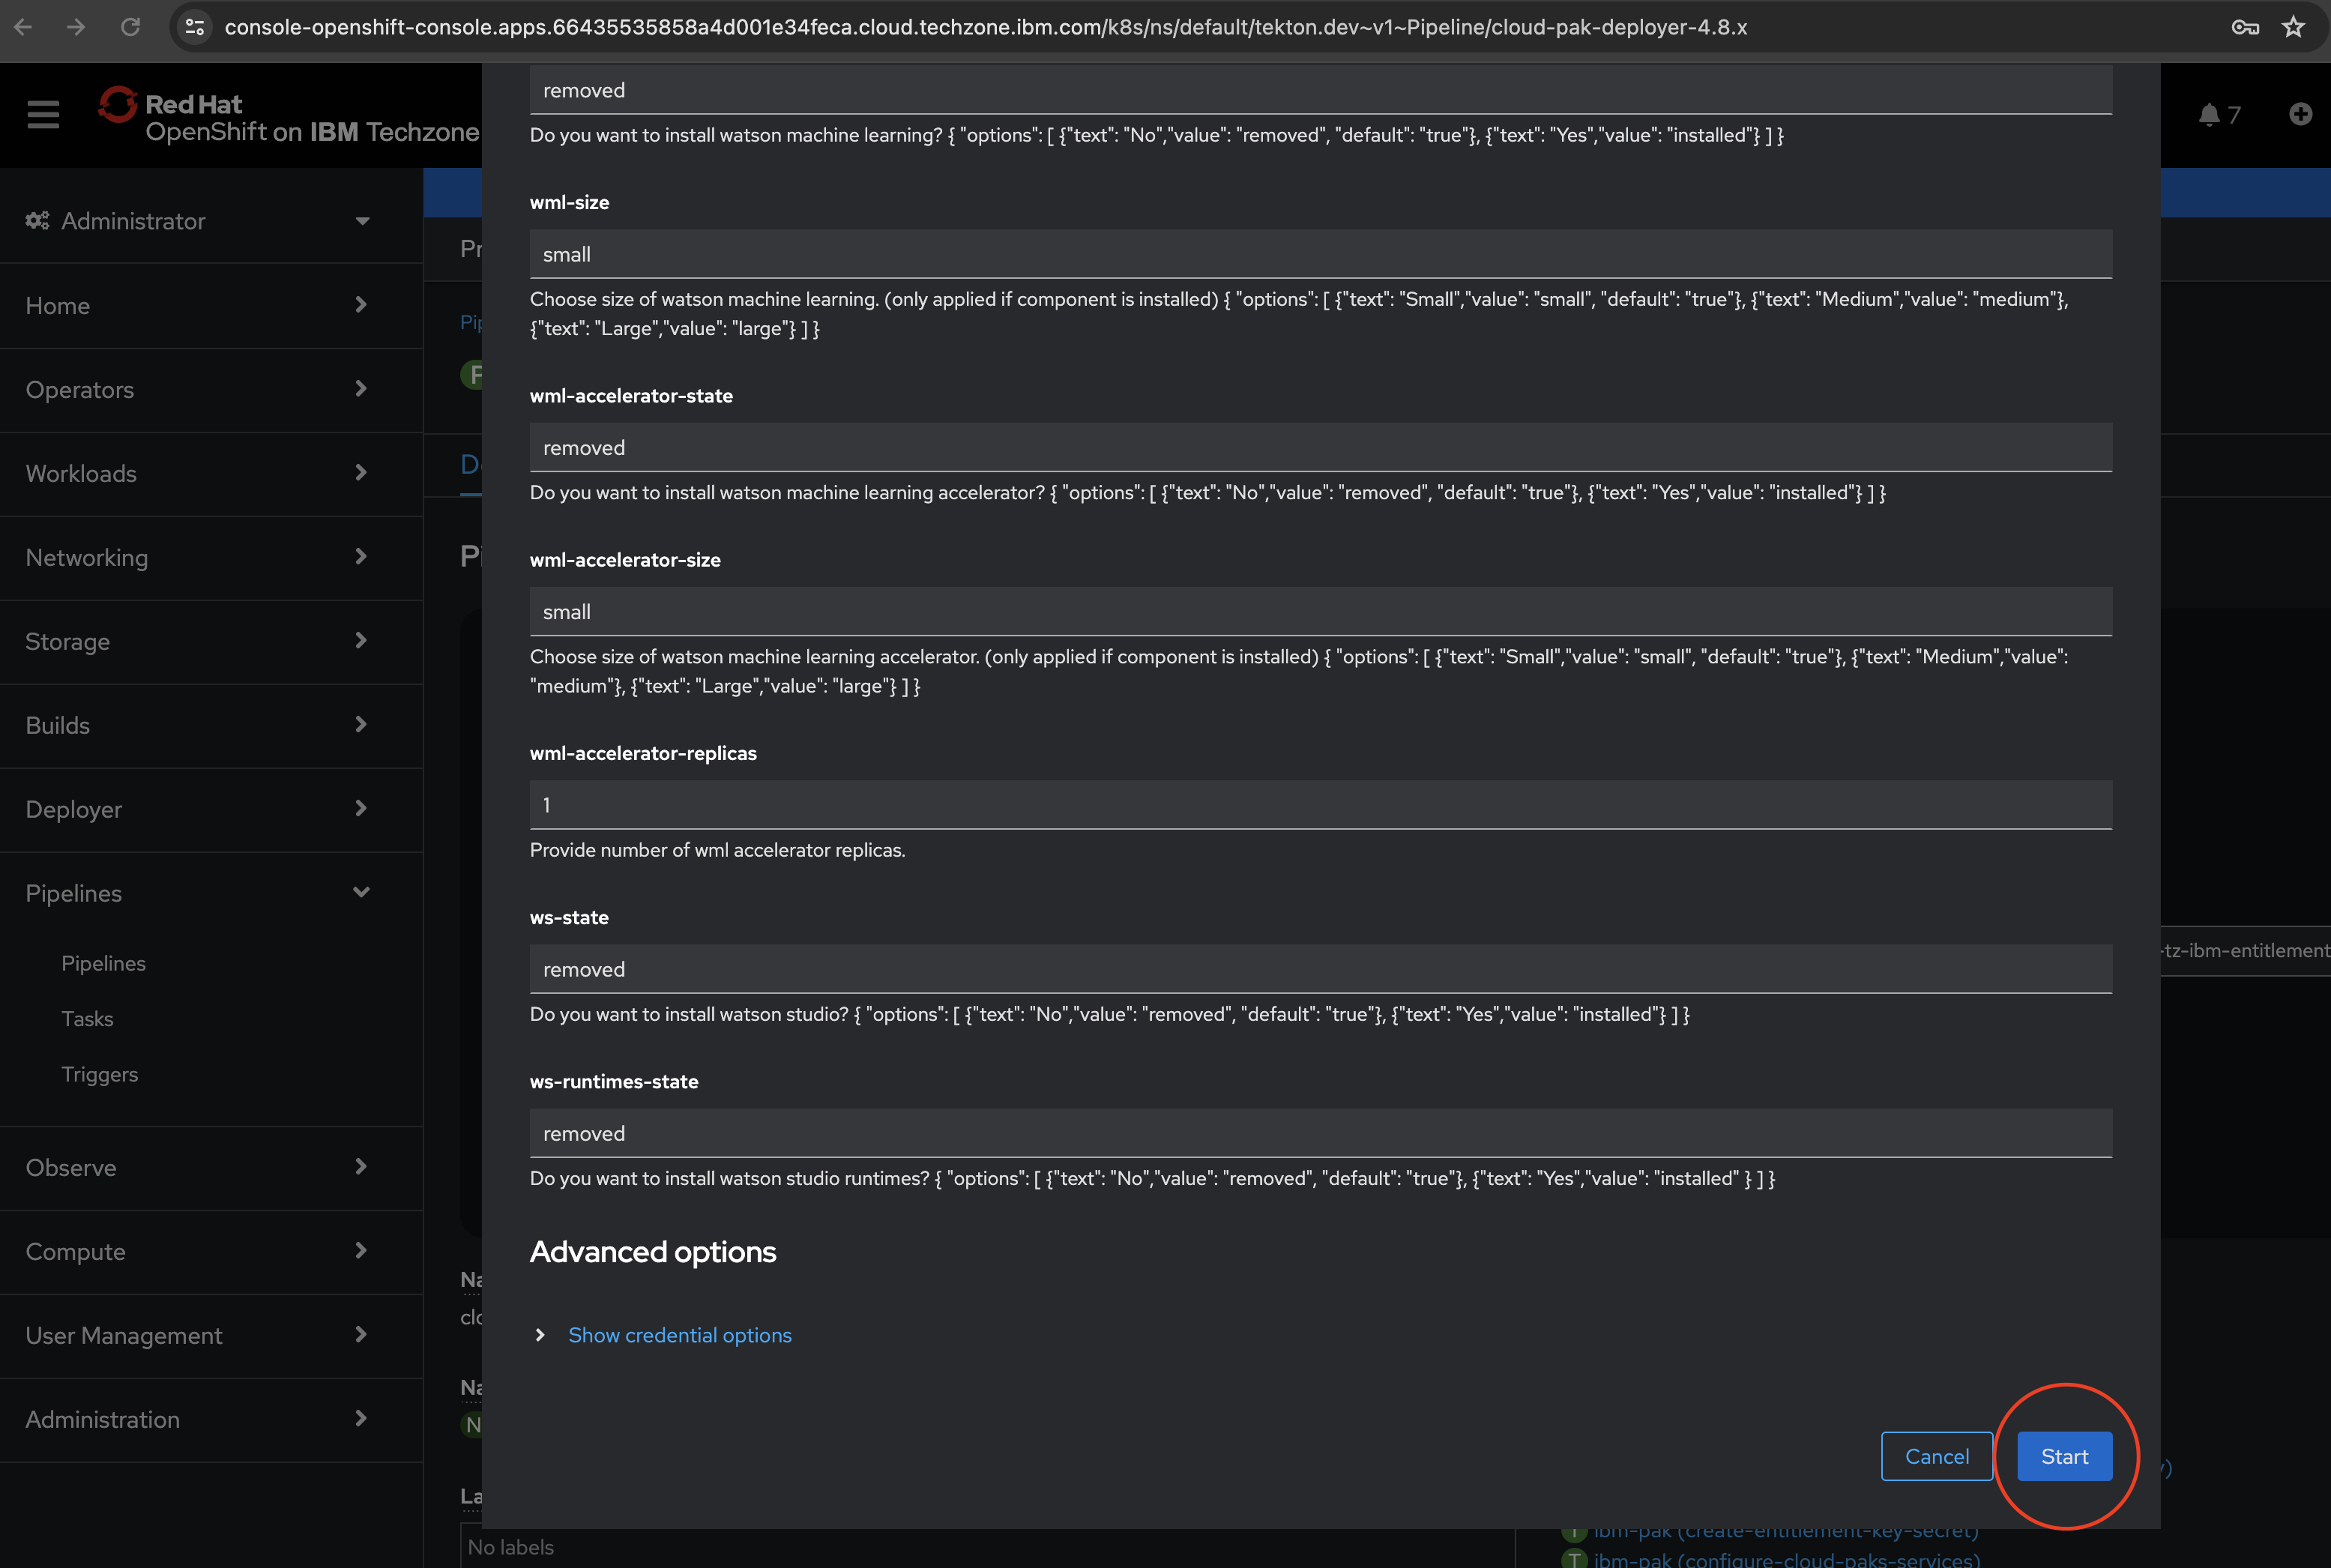 console-openshift-console.apps.66435535858a4d001e34feca.cloud.techzone.ibm.com/k8s/ns/default/tekton.dev~v1~Pipeline/cloud-pak-deployer-4.8.x
Red Hat
OpenShift on IBM Techzone
7
Administrator
Home
Operators
Workloads
Networking
Storage
Builds
Deployer
Pipelines
Pipelines
Tasks
Triggers
Observe
Compute
User Management
Administration
Pr
Pip
P
De
Pi
Na
clo
Na
N
La
No labels
removed
Do you want to install watson machine learning? { "options": [ {"text": "No","value": "removed", "default": "true"}, {"text": "Yes","value": "installed"} ] }
wml-size
small
Choose size of watson machine learning. (only applied if component is installed) { "options": [ {"text": "Small","value": "small", "default": "true"}, {"text": "Medium","value": "medium"},
{"text": "Large","value": "large"} ] }
wml-accelerator-state
removed
Do you want to install watson machine learning accelerator? { "options": [ {"text": "No","value": "removed", "default": "true"}, {"text": "Yes","value": "installed"} ] }
wml-accelerator-size
small
Choose size of watson machine learning accelerator. (only applied if component is installed) { "options": [ {"text": "Small","value": "small", "default": "true"}, {"text": "Medium","value":
"medium"}, {"text": "Large","value": "large"} ] }
wml-accelerator-replicas
1
Provide number of wml accelerator replicas.
ws-state
removed
Do you want to install watson studio? { "options": [ {"text": "No","value": "removed", "default": "true"}, {"text": "Yes","value": "installed"} ] }
ws-runtimes-state
removed
Do you want to install watson studio runtimes? { "options": [ {"text": "No","value": "removed", "default": "true"}, {"text": "Yes","value": "installed" } ] }
Advanced options
Show credential options
Cancel
Start
-tz-ibm-entitlement
T ibm-pak (create-entitlement-key-secret)
T ibm-pak (configure-cloud-paks-services)